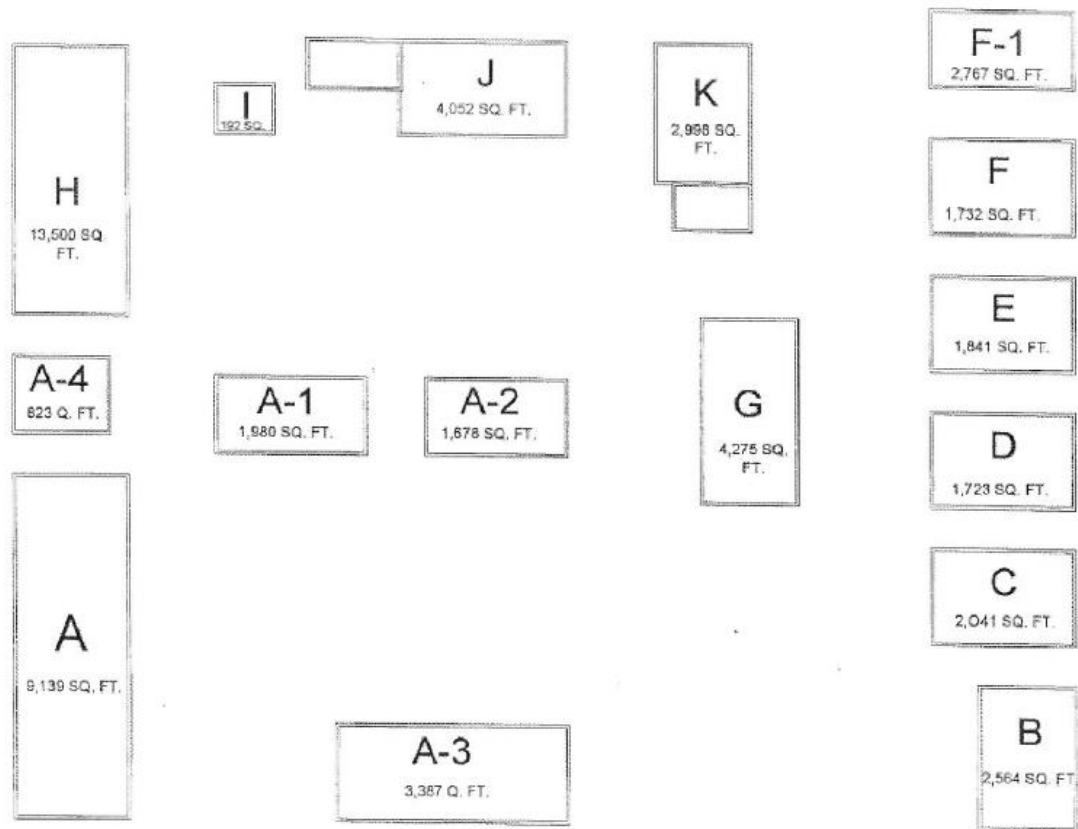 F-1
2,767 SQ. FT.
J
4,052 SQ. FT.
K
2,998 SQ.
FT.
I
192 SQ.
H
13,500 SQ
FT.
F
1,732 SQ. FT.
E
1,841 SQ. FT.
A-4
823 Q. FT.
A-1
1,980 SQ. FT.
A-2
1,678 SQ. FT.
G
4,275 SQ.
FT.
D
1,723 SQ. FT.
C
2,041 SQ. FT.
A
9,139 SQ. FT.
A-3
3,387 Q. FT.
B
2,564 SQ. FT.